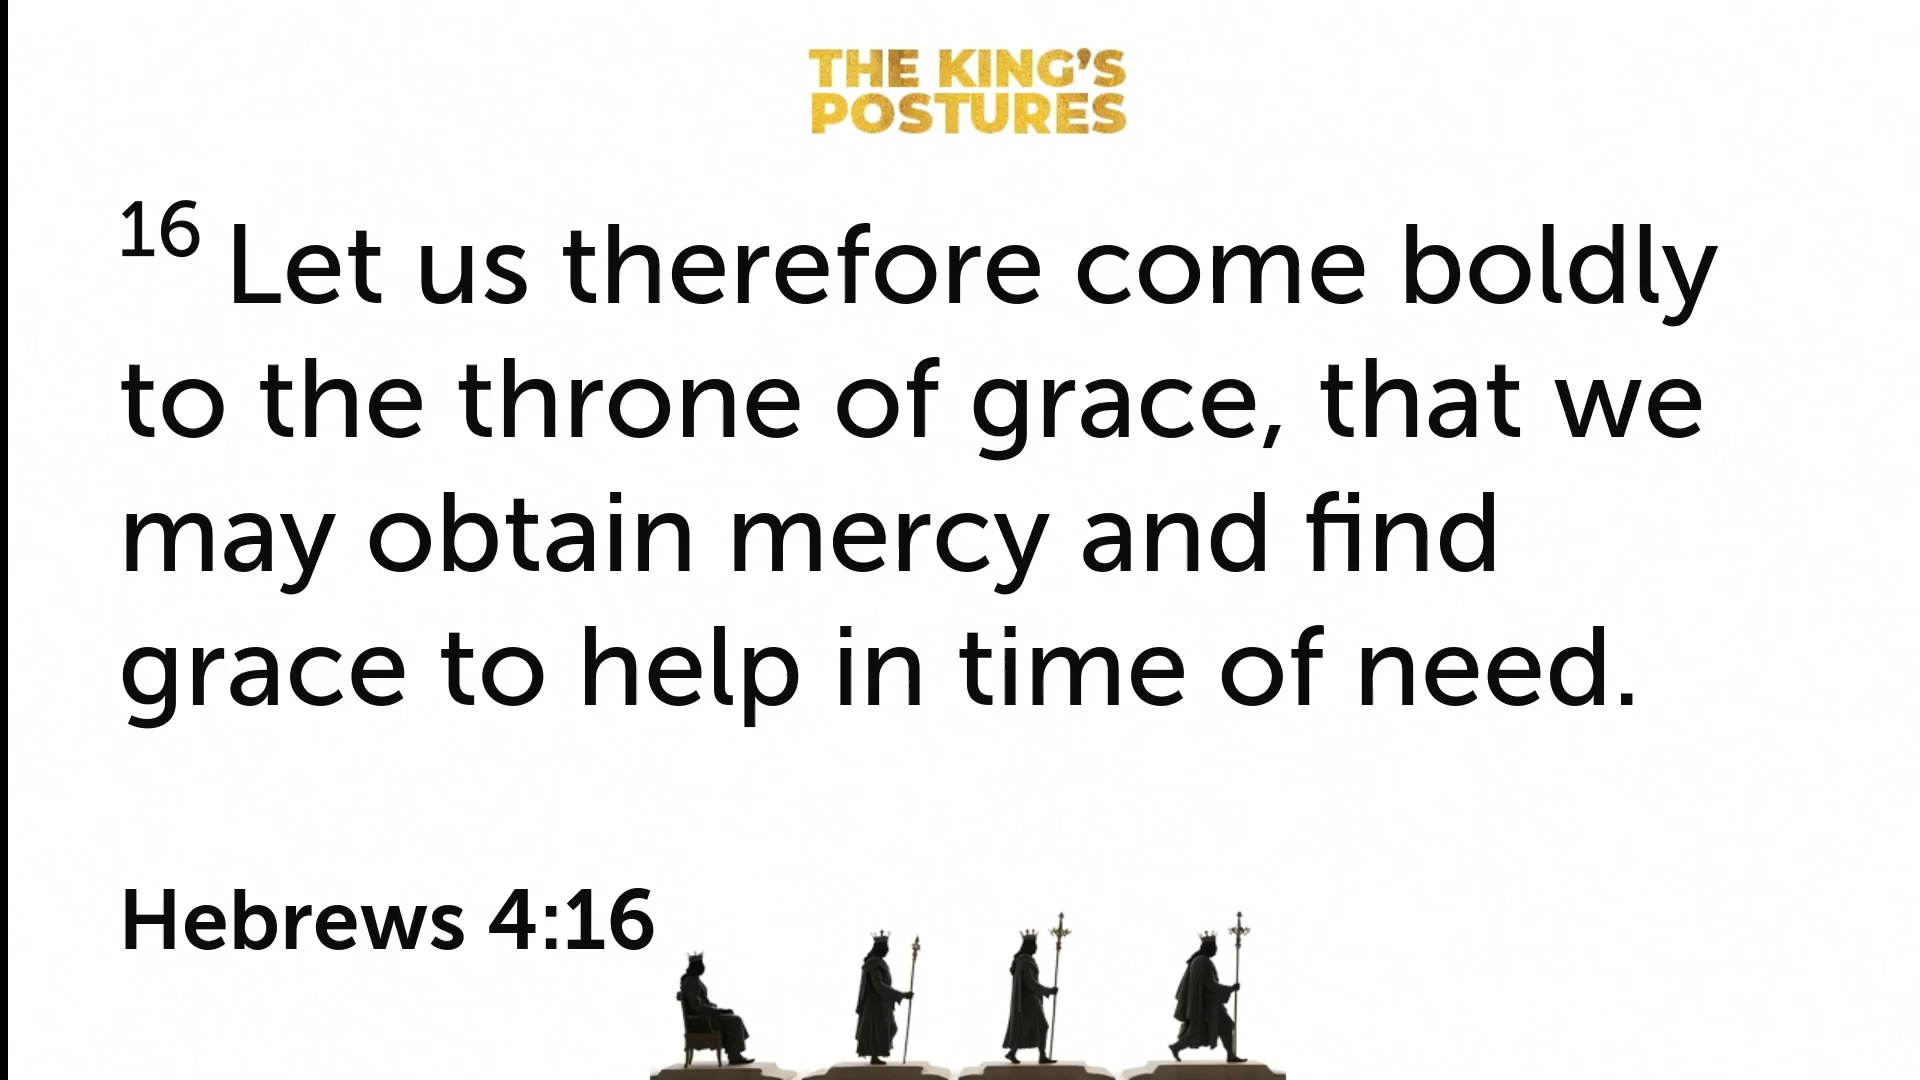 THE KING'S
POSTURES
16 Let us therefore come boldly
to the throne of grace, that we
may obtain mercy and find
grace to help in time of need.
Hebrews 4:16